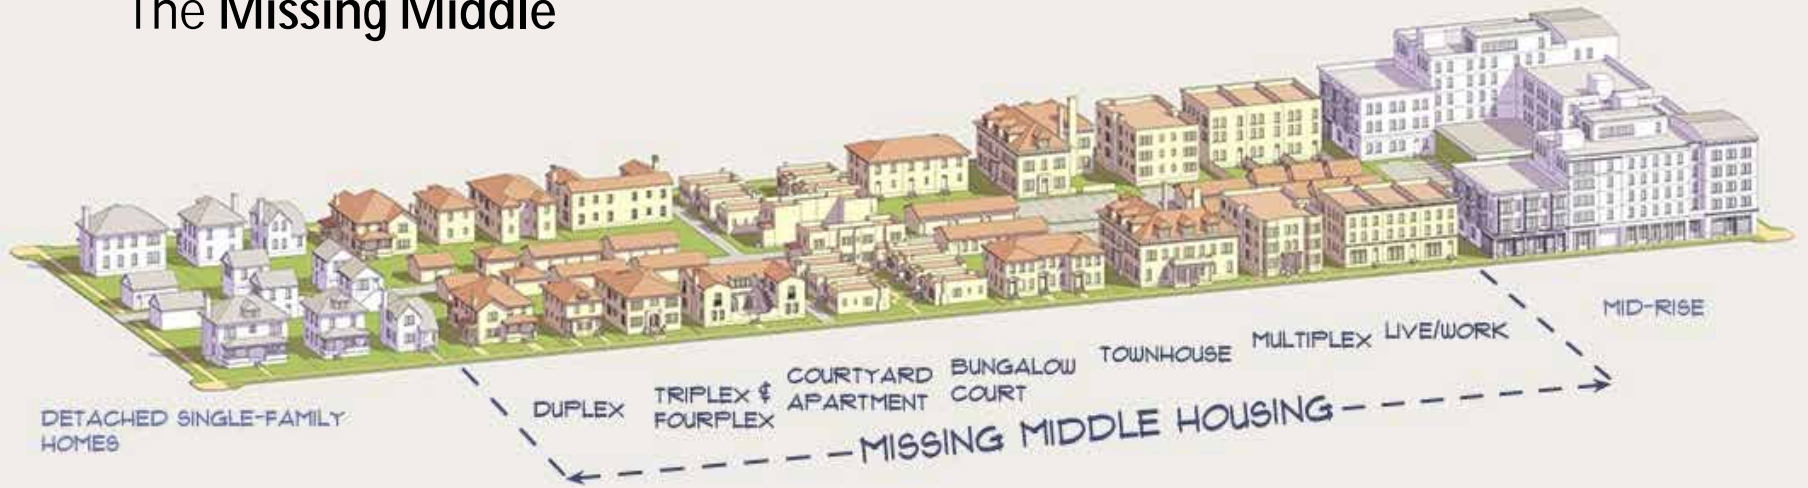 The Missing Middle
DETACHED SINGLE-FAMILY
HOMES
DUPLEX
TRIPLEX &
FOURPLEX
COURTYARD
APARTMENT
BUNGALOW
COURT
TOWNHOUSE
MULTIPLEX
LIVE/WORK
MID-RISE
MISSING MIDDLE HOUSING